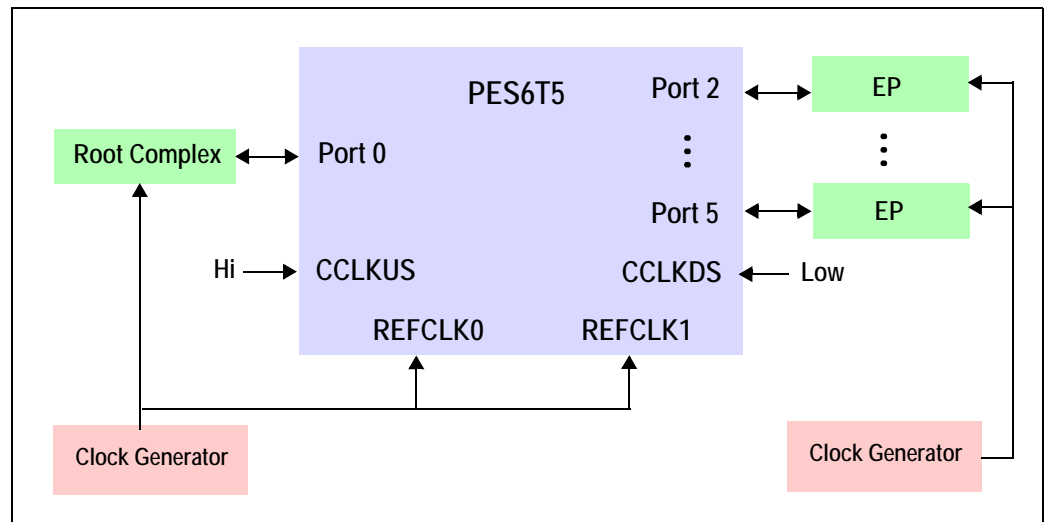 PES6T5
Port 2
EP
Root Complex
Port 0
Port 5
EP
Hi
CCLKUS
CCLKDS
Low
REFCLK0
REFCLK1
Clock Generator
Clock Generator